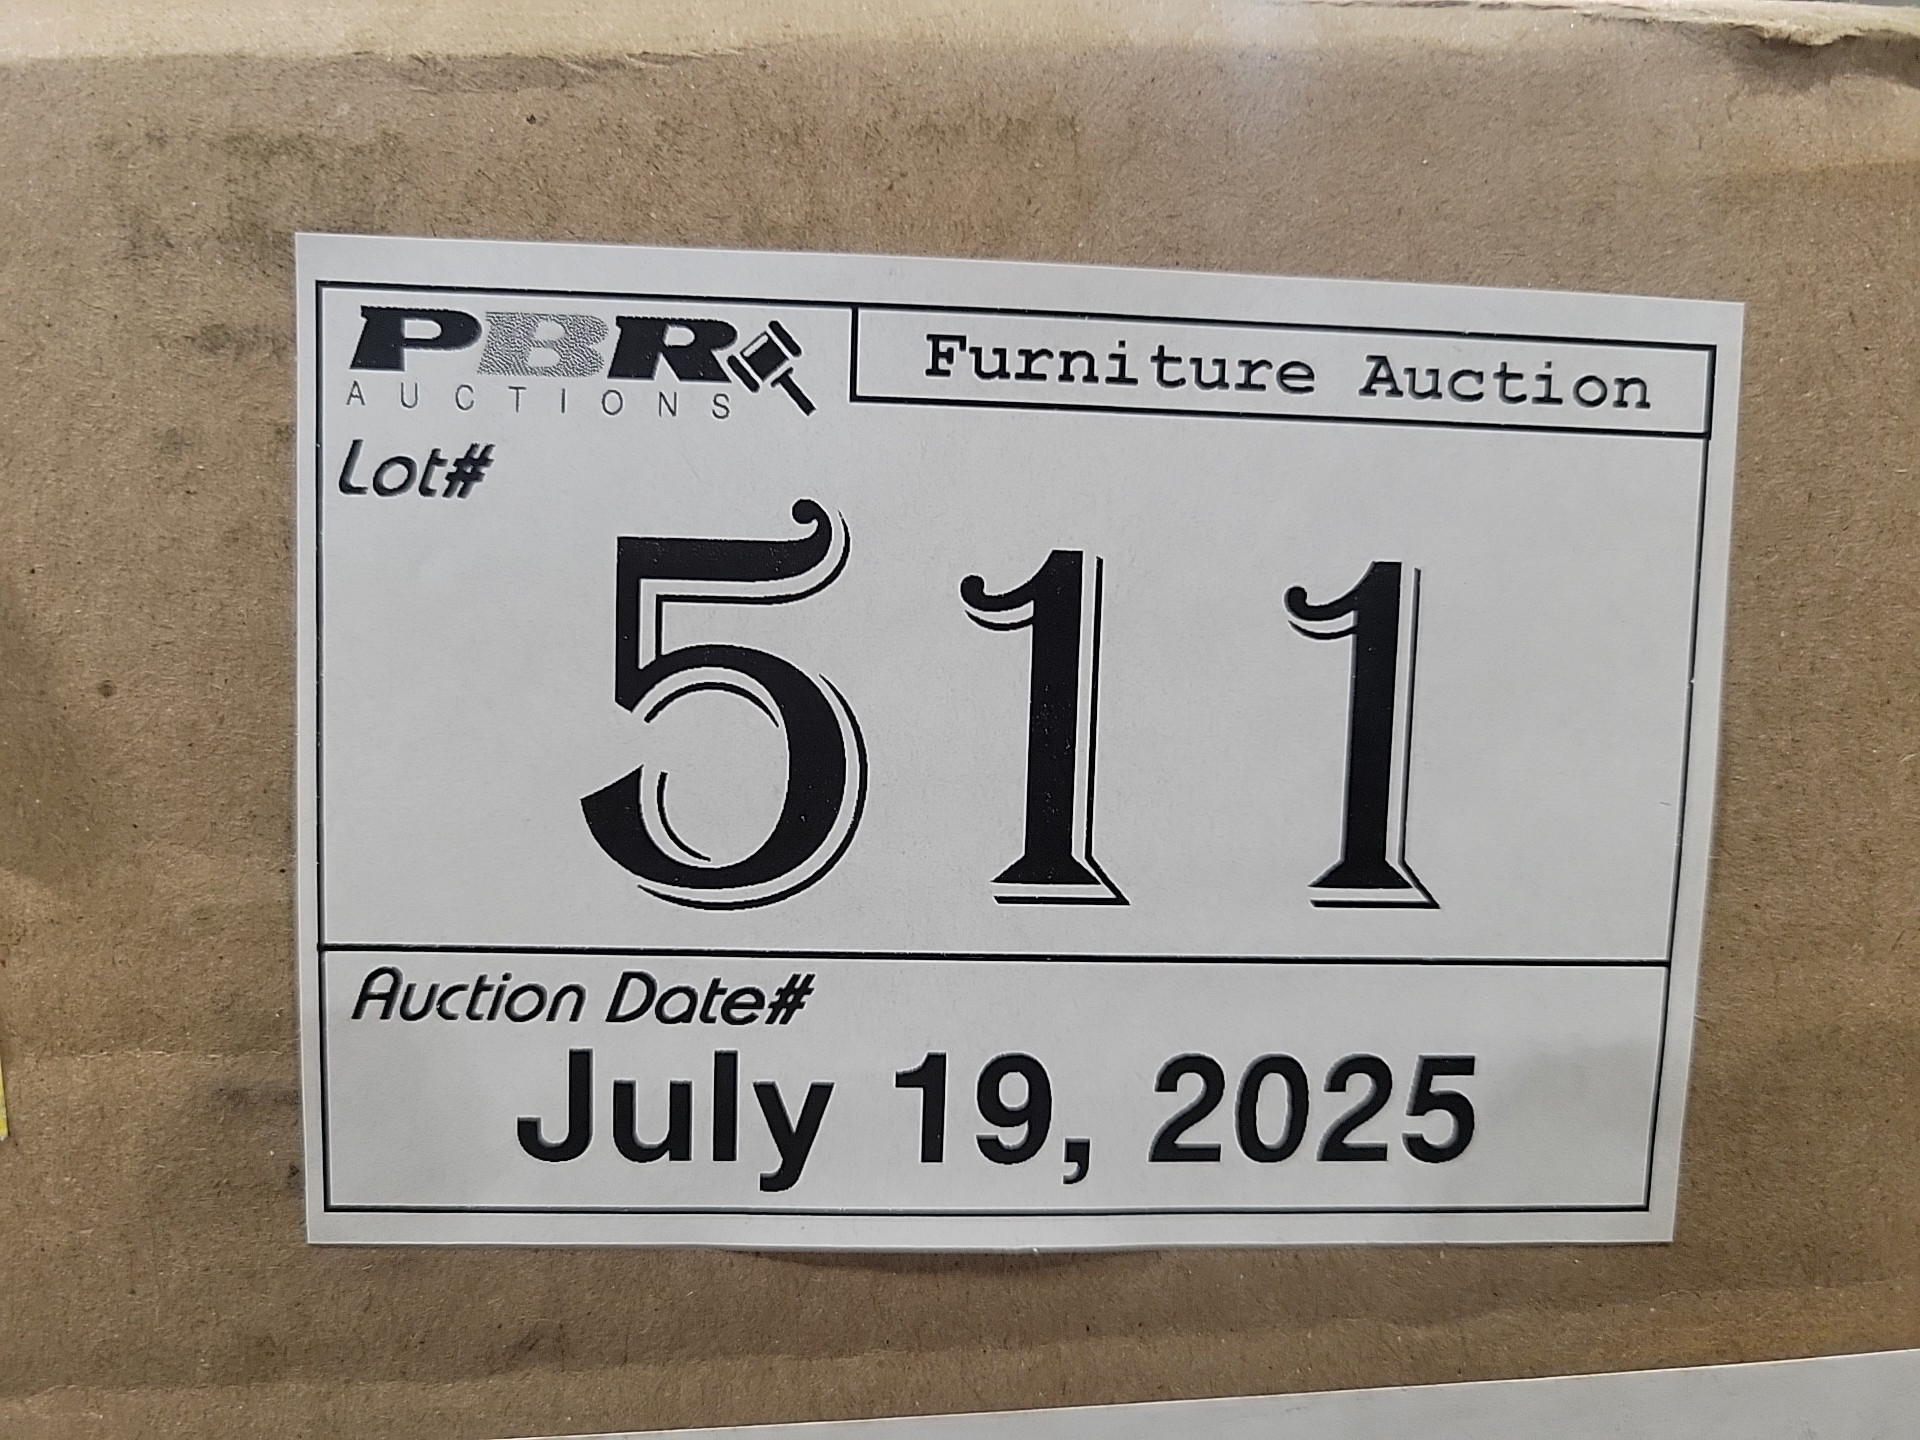 PBR
AUCTIONS
Furniture Auction
Lot#
511
Auction Date#
July 19, 2025